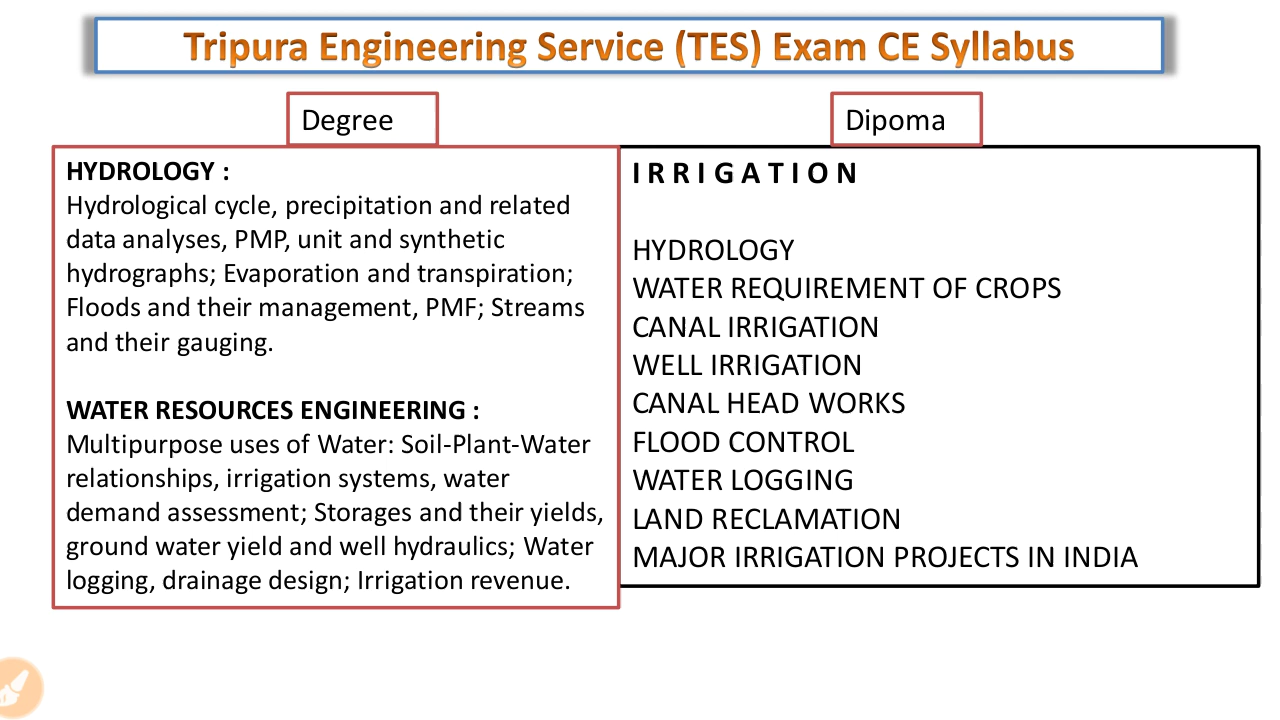 Tripura Engineering Service (TES) Exam CE Syllabus
Degree
HYDROLOGY :
Hydrological cycle, precipitation and related
data analyses, PMP, unit and synthetic
hydrographs; Evaporation and transpiration;
Floods and their management, PMF; Streams
and their gauging.
WATER RESOURCES ENGINEERING :
Multipurpose uses of Water: Soil-Plant-Water
relationships, irrigation systems, water
demand assessment; Storages and their yields,
ground water yield and well hydraulics; Water
logging, drainage design; Irrigation revenue.
Dipoma
I R R I G A T I O N
HYDROLOGY
WATER REQUIREMENT OF CROPS
CANAL IRRIGATION
WELL IRRIGATION
CANAL HEAD WORKS
FLOOD CONTROL
WATER LOGGING
LAND RECLAMATION
MAJOR IRRIGATION PROJECTS IN INDIA